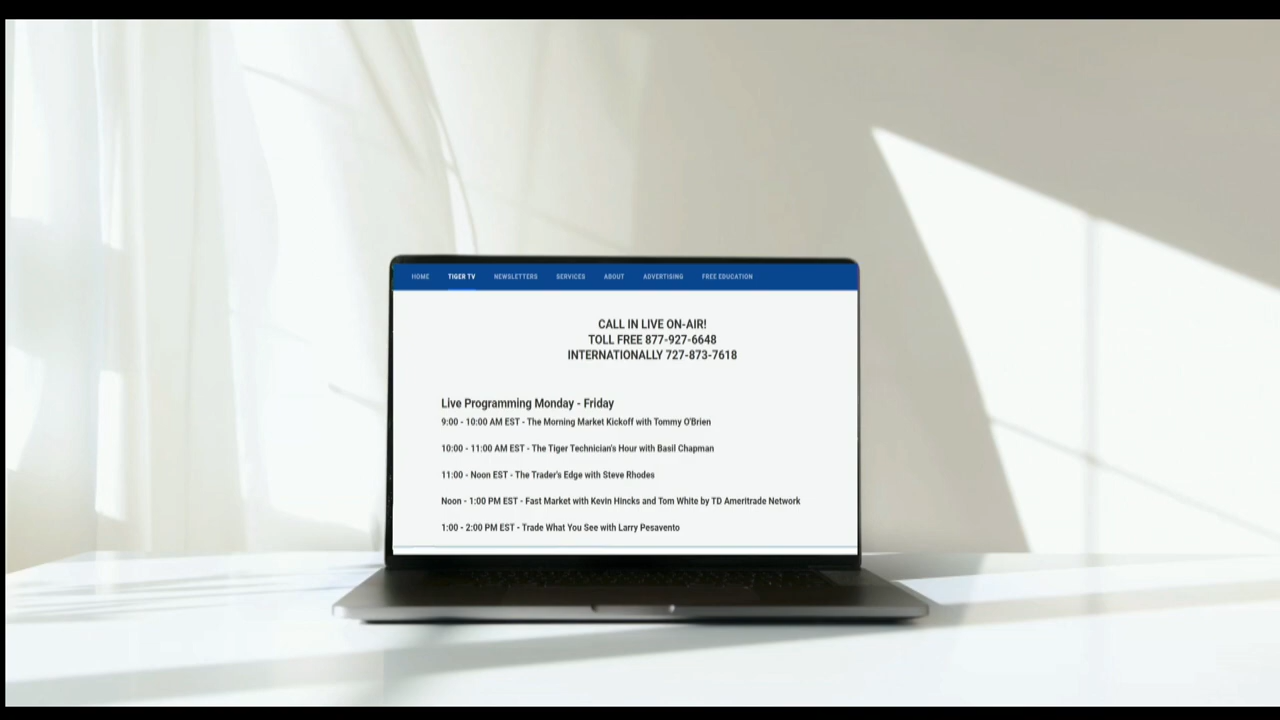 HOME TIGER TV NEWSLETTERS SERVICES ABOUT ADVERTISING FREE EDUCATION
CALL IN LIVE ON-AIR!
TOLL FREE 877-927-6648
INTERNATIONALLY 727-873-7618
Live Programming Monday - Friday
9:00 - 10:00 AM EST - The Morning Market Kickoff with Tommy O'Brien
10:00 - 11:00 AM EST - The Tiger Technician's Hour with Basil Chapman
11:00 - Noon EST - The Trader's Edge with Steve Rhodes
Noon - 1:00 PM EST - Fast Market with Kevin Hincks and Tom White by TD Ameritrade Network
1:00 - 2:00 PM EST - Trade What You See with Larry Pesavento